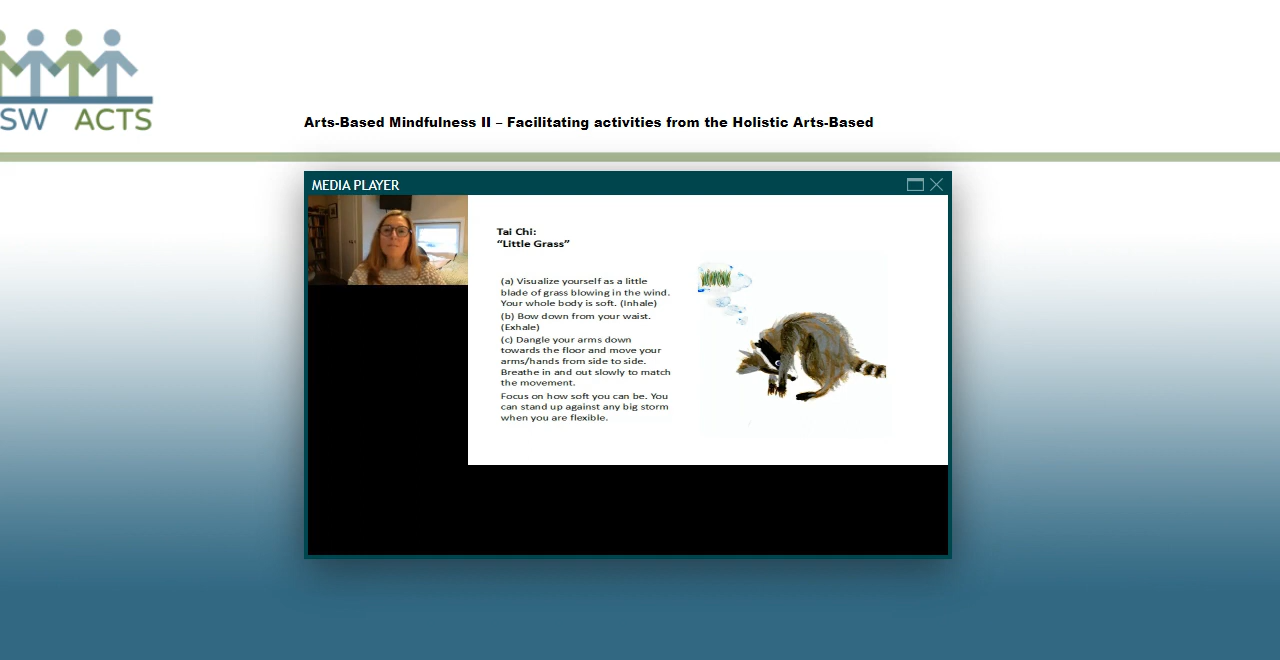 SW ACTS
Arts-Based Mindfulness II – Facilitating activities from the Holistic Arts-Based
MEDIA PLAYER
Tai Chi:
“Little Grass”
(a) Visualize yourself as a little
blade of grass blowing in the wind.
Your whole body is soft. (Inhale)
(b) Bow down from your waist.
(Exhale)
(c) Dangle your arms down
towards the floor and move your
arms/hands from side to side.
Breathe in and out slowly to match
the movement.
Focus on how soft you can be. You
can stand up against any big storm
when you are flexible.